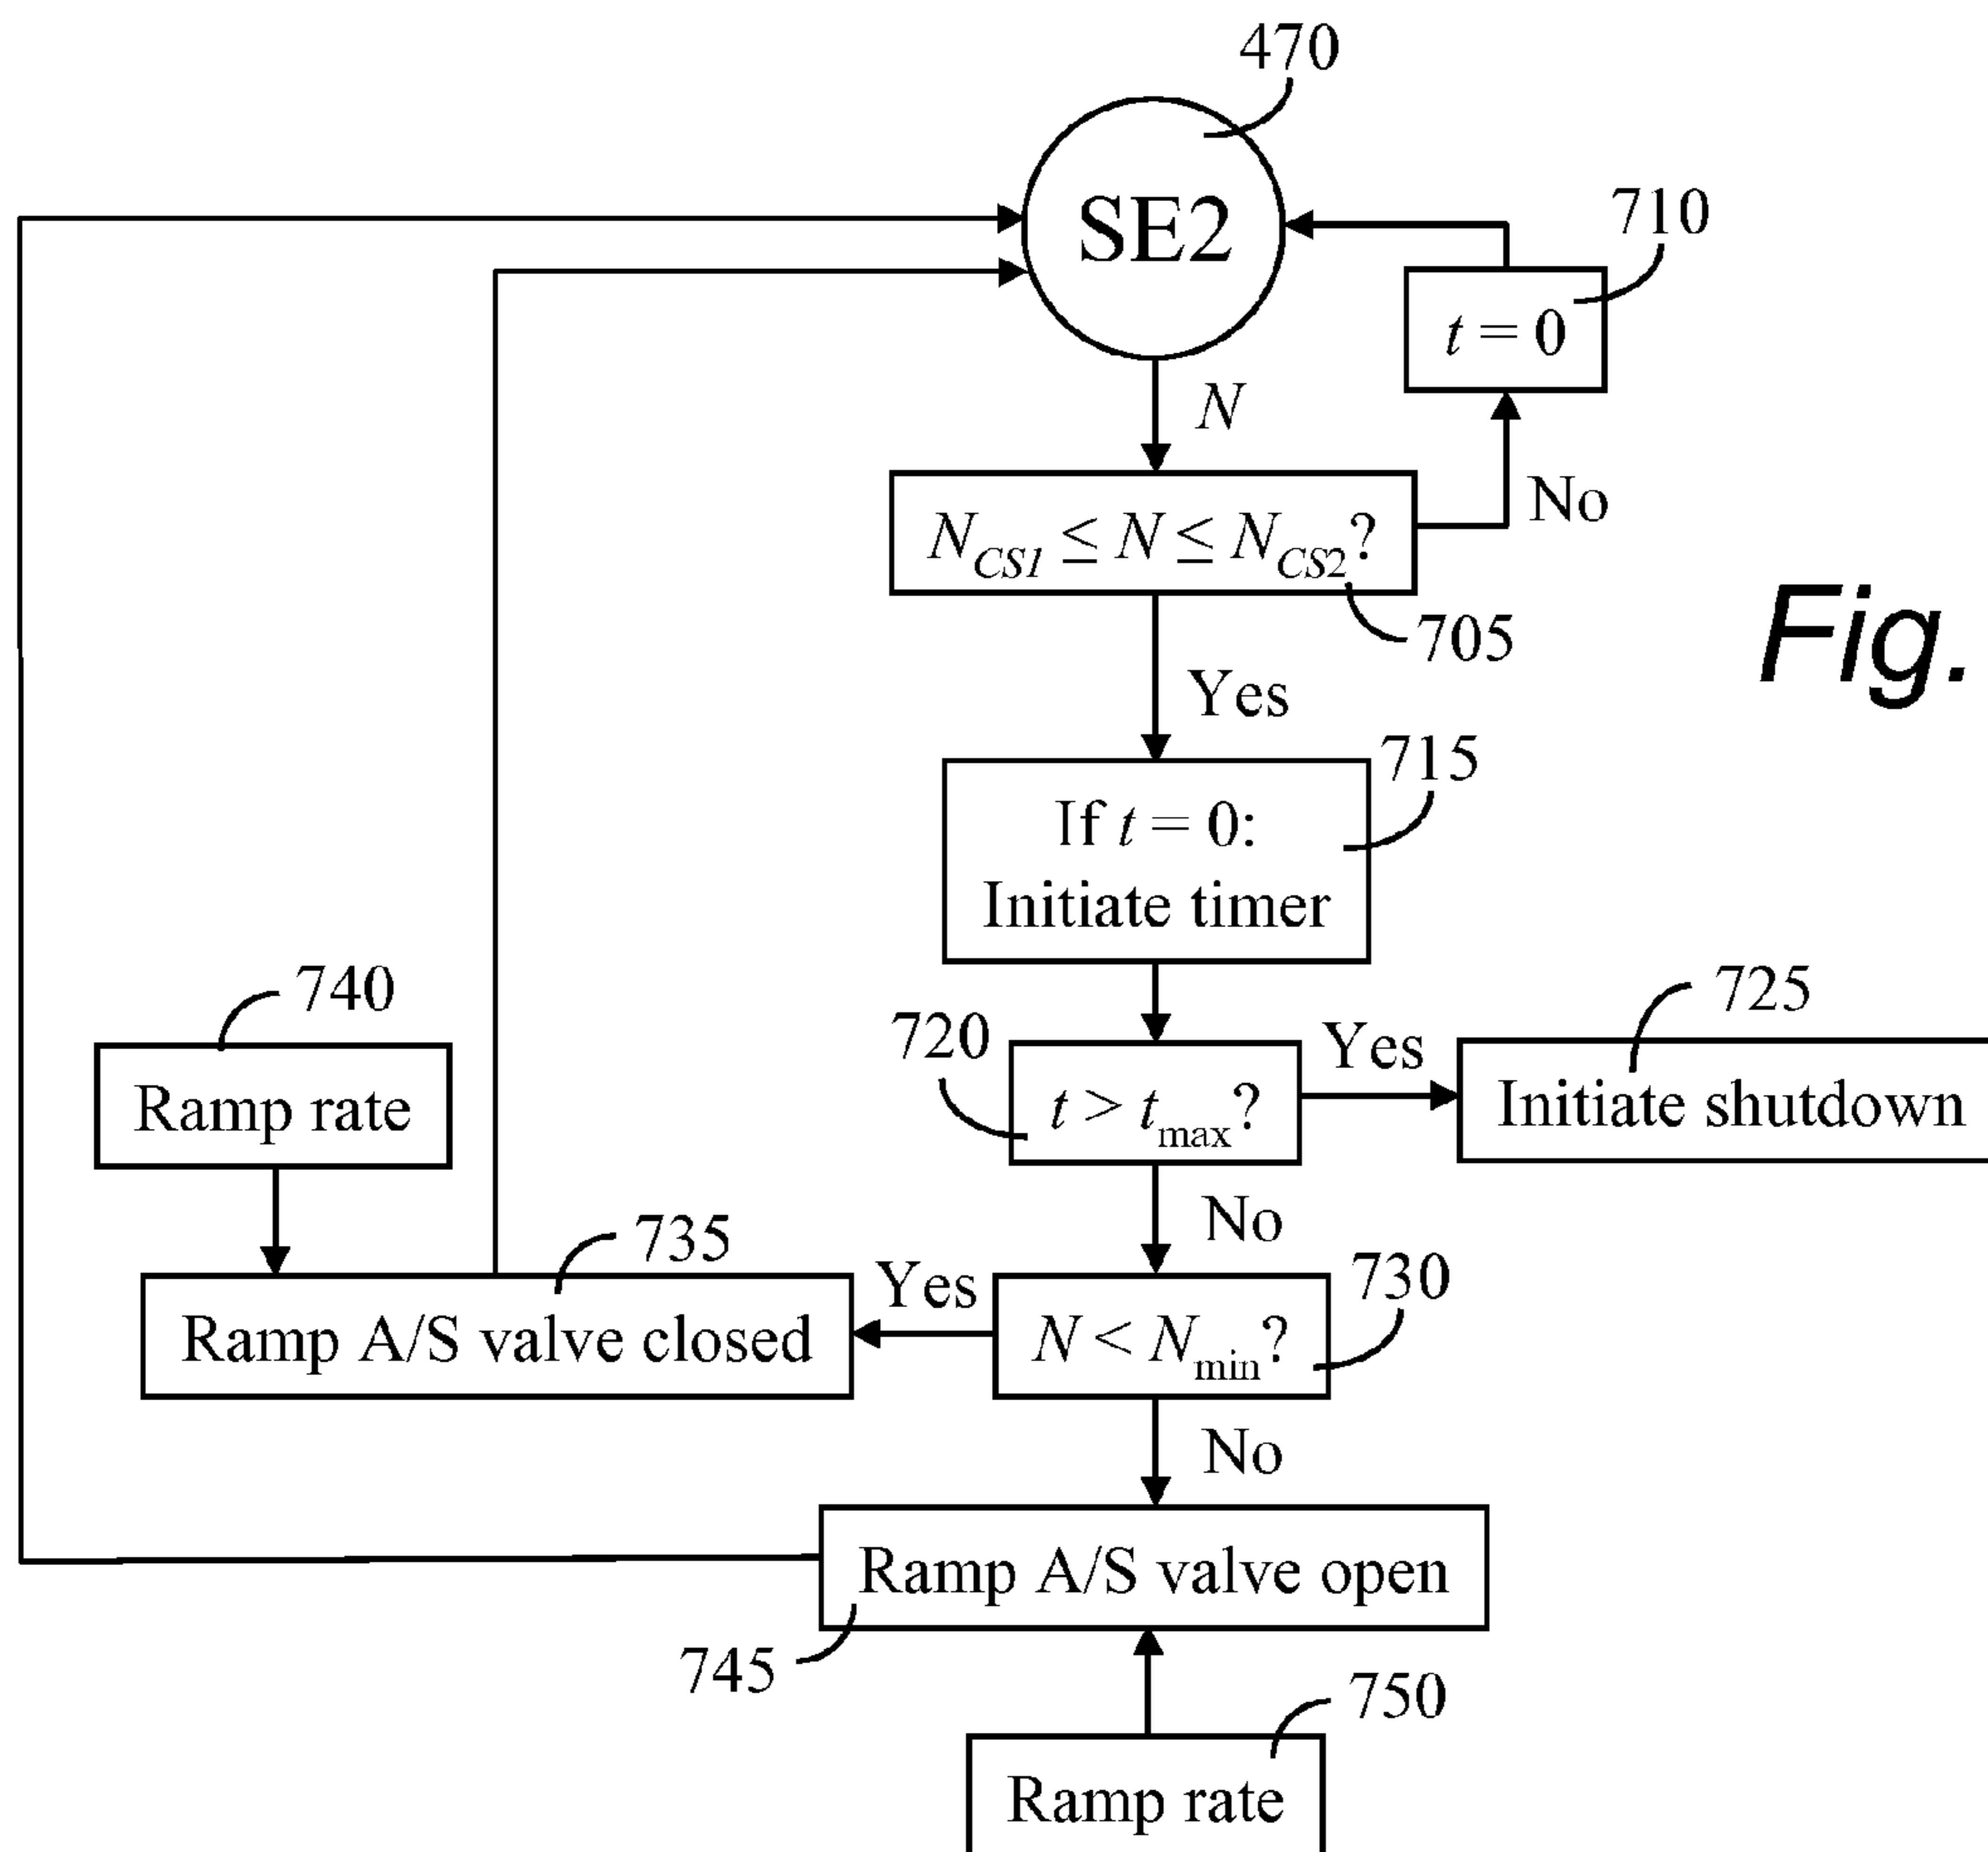 470
SE2
710
t = 0
N
N_CS1 ≤ N ≤ N_CS2?
No
705
Fig.
Yes
715
If t = 0:
Initiate timer
740
Ramp rate
720
t > t_max?
Yes
725
Initiate shutdown
No
735
Ramp A/S valve closed
Yes
730
N < N_min?
No
Ramp A/S valve open
745
750
Ramp rate